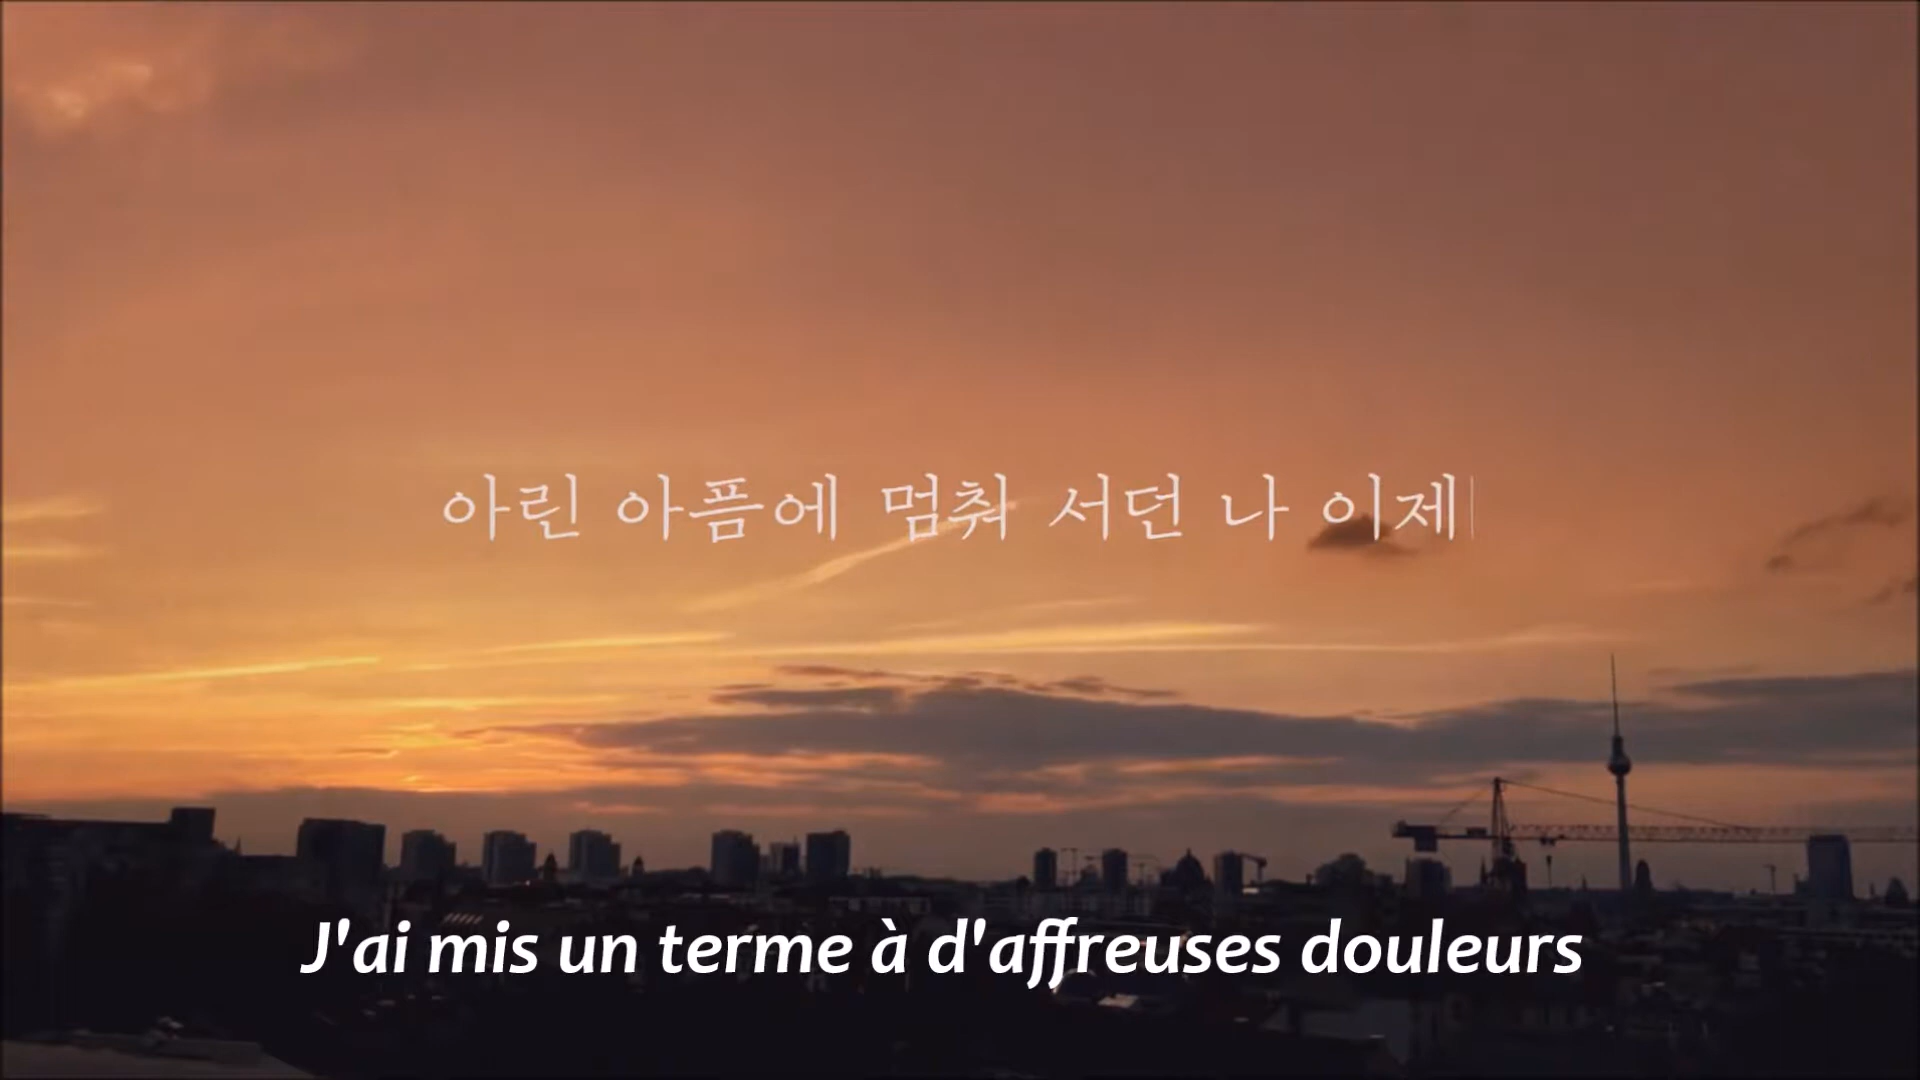 아린 아픔에 멈춰 서던 나 이제
J'ai mis un terme à d'affreuses douleurs